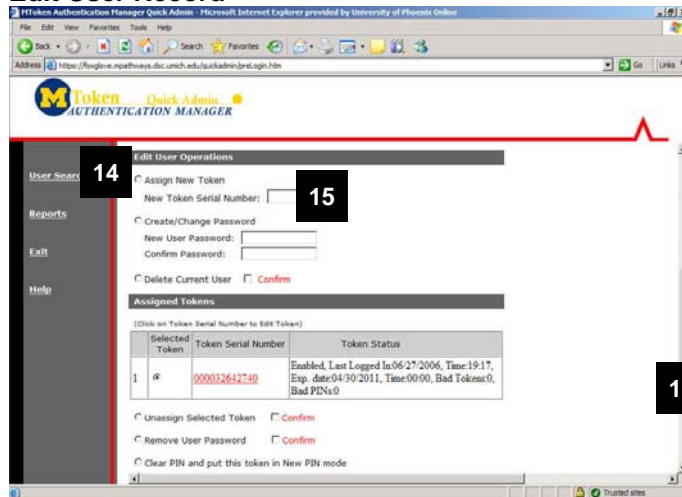 Edit User Record
MToken Authentication Manager Quick Admin - Microsoft Internet Explorer provided by University of Phoenix Online
File Edit View Favorites Tools Help
Back Search Favorites
Address https://foxglove.mpathways.dsc.umich.edu/quickadmin/preLogin.htm Go Links
M Token Quick Admin
AUTHENTICATION MANAGER
Edit User Operations
User Sear 14 Assign New Token
New Token Serial Number: 15
Reports
Create/Change Password
New User Password:
Exit Confirm Password:
Delete Current User Confirm
Help
Assigned Tokens
(Click on Token Serial Number to Edit Token)
Selected Token Token Serial Number Token Status
1 000032642740 Enabled, Last Logged In:06/27/2006, Time:19:17,
Exp. date:04/30/2011, Time:00:00, Bad Tokens:0,
Bad PINs:0
1
Unassign Selected Token Confirm
Remove User Password Confirm
Clear PIN and put this token in New PIN mode
Trusted sites